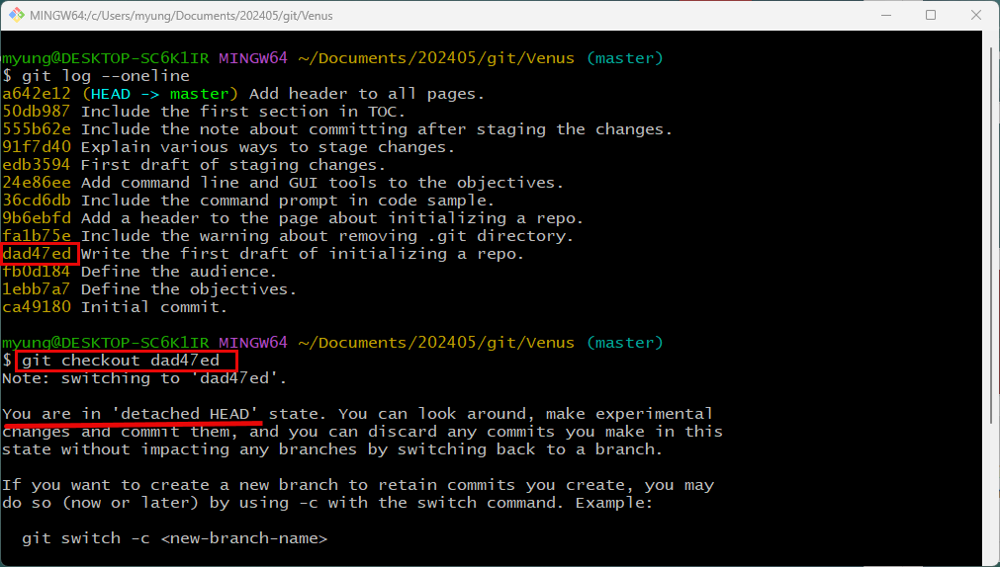 MINGW64:/c/Users/myung/Documents/202405/git/Venus
myung@DESKTOP-SC6K1IR MINGW64 ~/Documents/202405/git/Venus (master)
$ git log --oneline
a642e12 (HEAD -> master) Add header to all pages.
50db987 Include the first section in TOC.
555b62e Include the note about committing after staging the changes.
91f7d40 Explain various ways to stage changes.
edb3594 First draft of staging changes.
24e86ee Add command line and GUI tools to the objectives.
36cd6db Include the command prompt in code sample.
9b6ebfd Add a header to the page about initializing a repo.
fa1b75e Include the warning about removing .git directory.
dad47ed Write the first draft of initializing a repo.
fb0d184 Define the audience.
1ebb7a7 Define the objectives.
ca49180 Initial commit.
myung@DESKTOP-SC6K1IR MINGW64 ~/Documents/202405/git/Venus (master)
$ git checkout dad47ed
Note: switching to 'dad47ed'.
You are in 'detached HEAD' state. You can look around, make experimental
changes and commit them, and you can discard any commits you make in this
state without impacting any branches by switching back to a branch.
If you want to create a new branch to retain commits you create, you may
do so (now or later) by using -c with the switch command. Example:
git switch -c <new-branch-name>